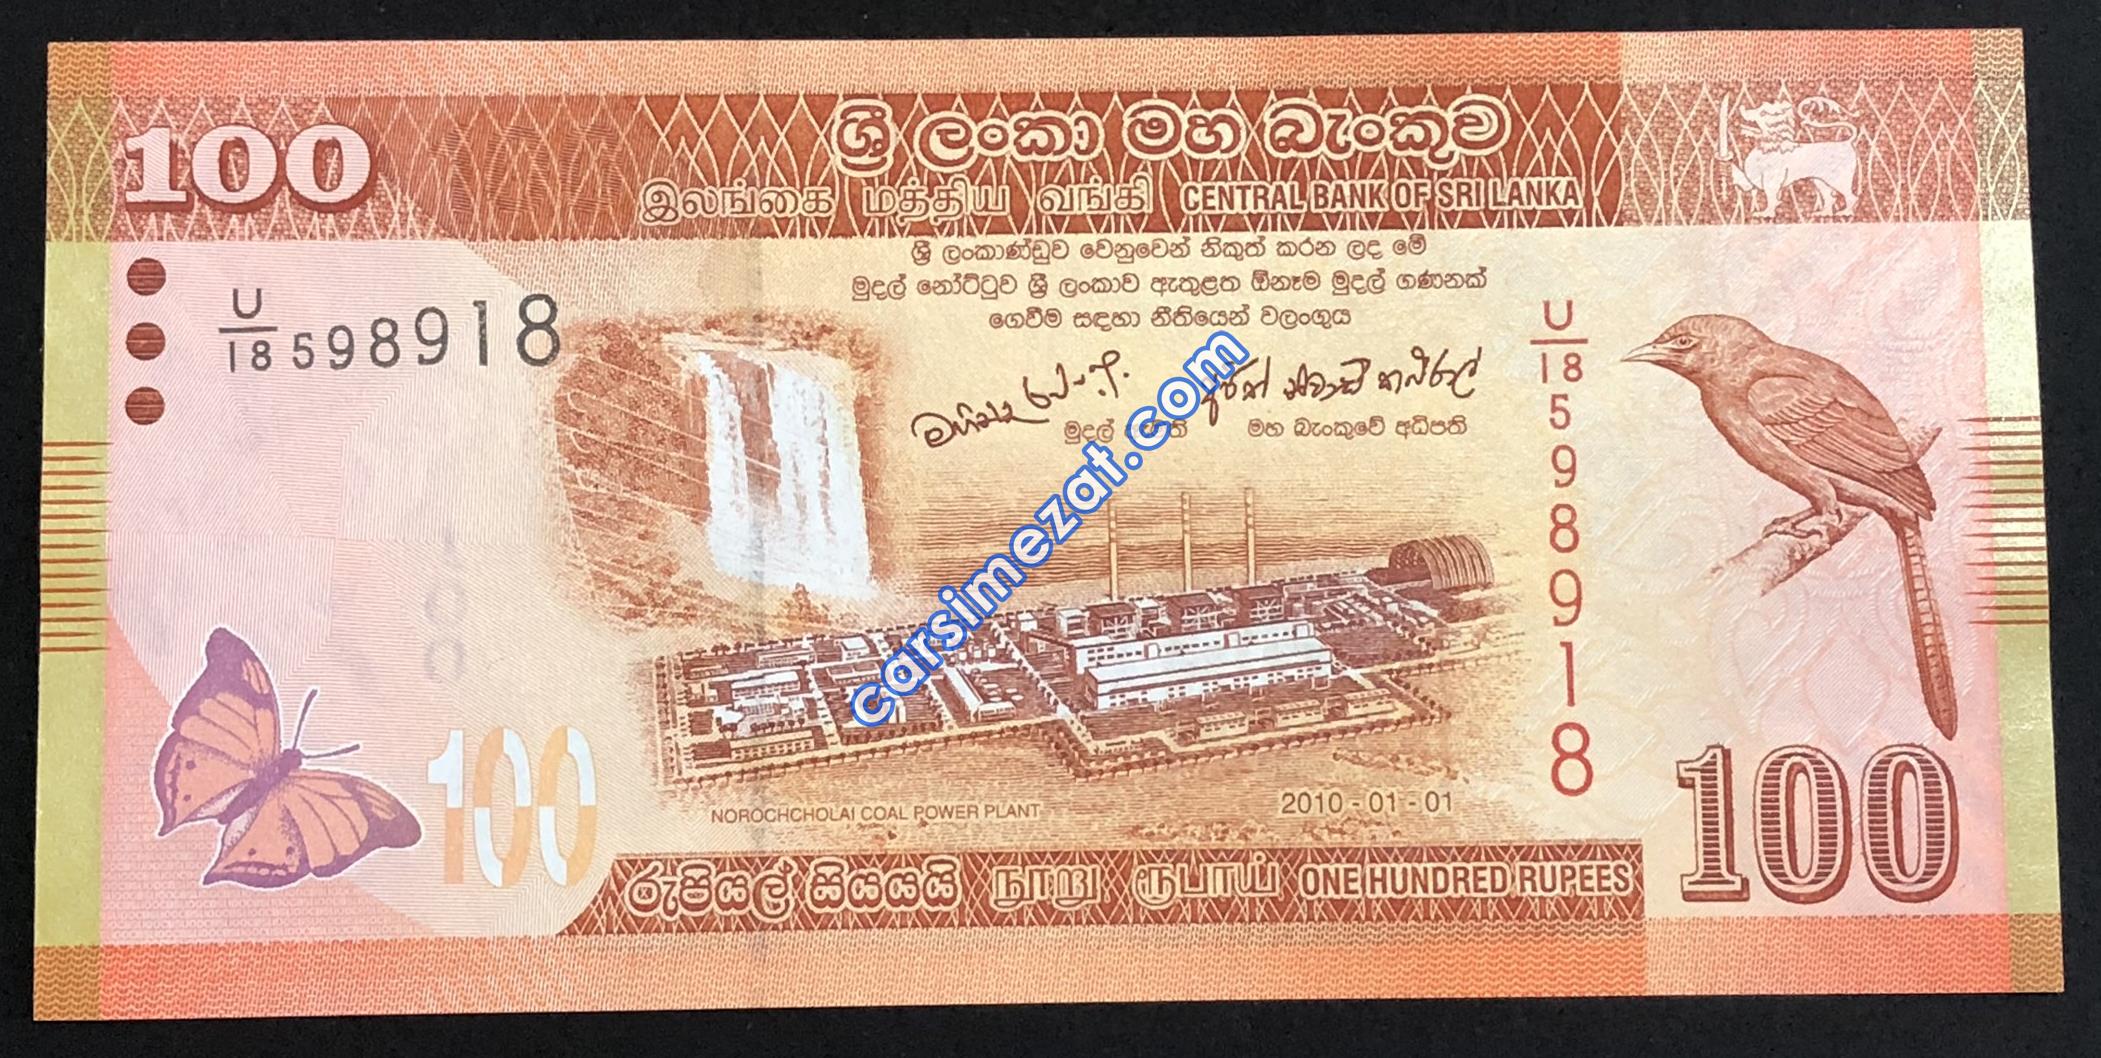 100
ශ්‍රී ලංකා මහ බැංකුව
இலங்கை மத்திய வங்கி CENTRAL BANK OF SRI LANKA
ශ්‍රී ලංකාණ්ඩුව වෙනුවෙන් නිකුත් කරන ලද මේ
මුදල් නෝට්ටුව ශ්‍රී ලංකාව ඇතුළත ඕනෑම මුදල් ගණනක්
ගෙවීම සඳහා නීතියෙන් වලංගුය
U/18 598918
U/18 598918
මුදල්
මහ බැංකුවේ අධිපති
carsimezat.com
100
NOROCHCHOLAI COAL POWER PLANT
2010-01-01
100
රුපියල් සියයයි நூறு ரூபாய் ONE HUNDRED RUPEES